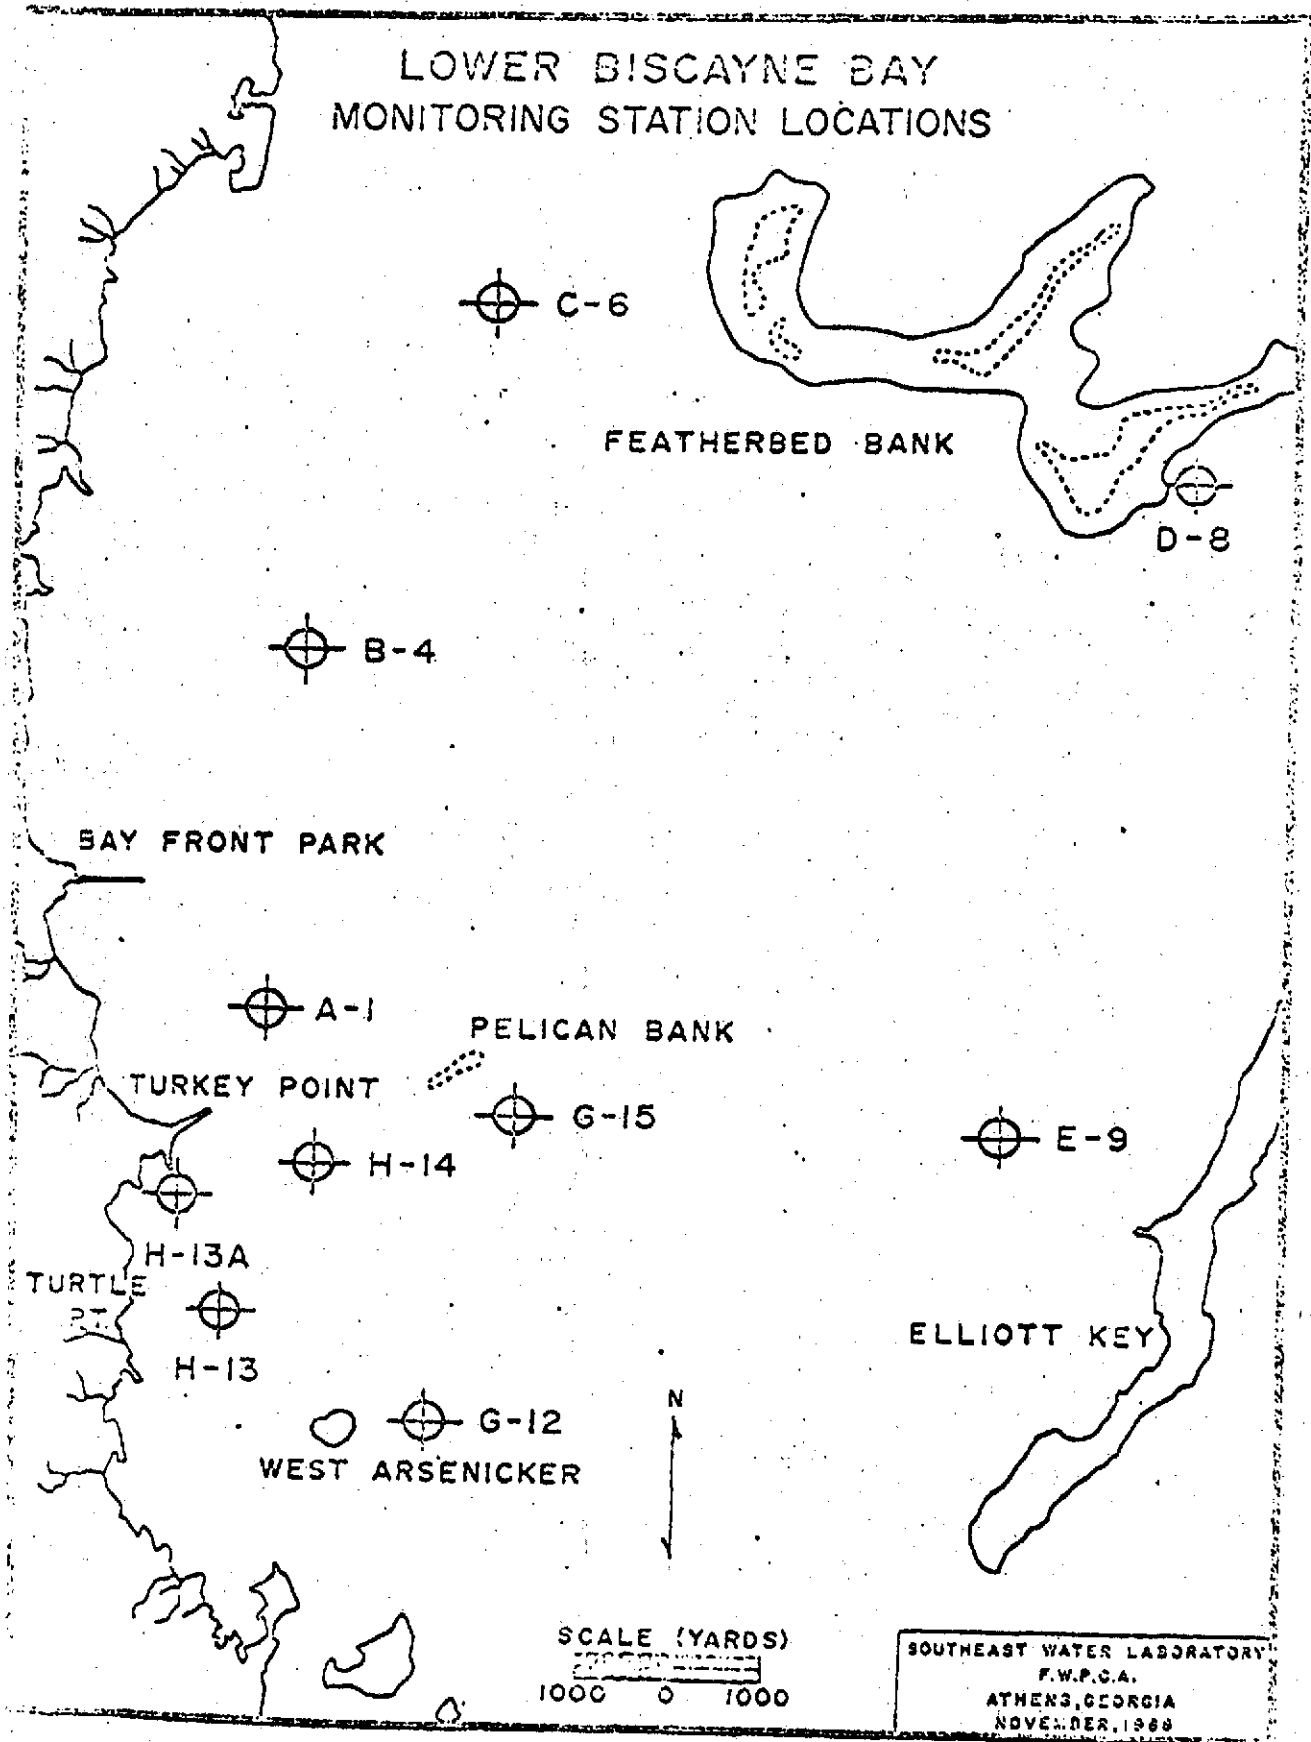 LOWER BISCAYNE BAY
MONITORING STATION LOCATIONS
C-6
FEATHERBED BANK
D-8
B-4
BAY FRONT PARK
A-1
PELICAN BANK
TURKEY POINT
G-15
E-9
H-14
H-13A
TURTLE
PT.
H-13
ELLIOTT KEY
N
G-12
WEST ARSENICKER
SCALE (YARDS)
1000 0 1000
SOUTHEAST WATER LABORATORY
F.W.P.C.A.
ATHENS, GEORGIA
NOVEMBER,